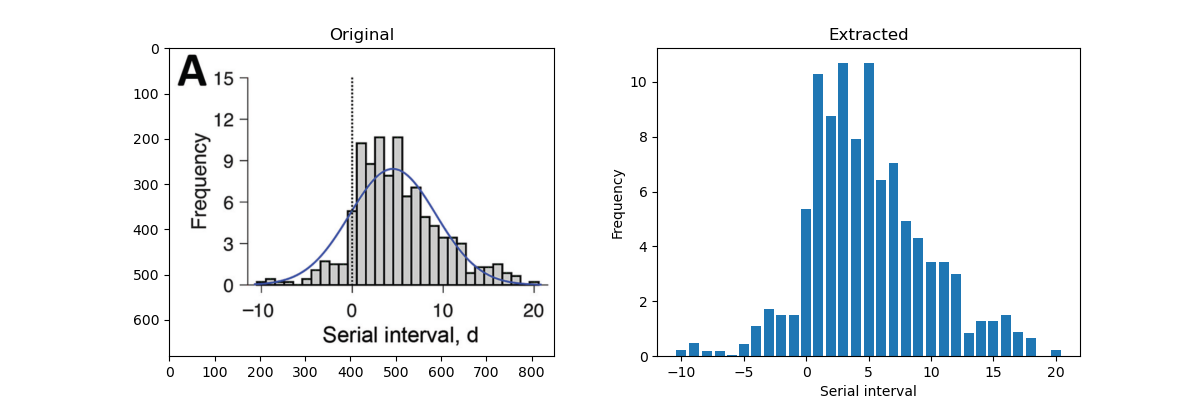 Original
0
100
200
300
400
500
600
0 100 200 300 400 500 600 700 800
A
15
12
9
6
3
0
Frequency
−10 0 10 20
Serial interval, d
Extracted
10
8
6
4
2
0
Frequency
−10 −5 0 5 10 15 20
Serial interval